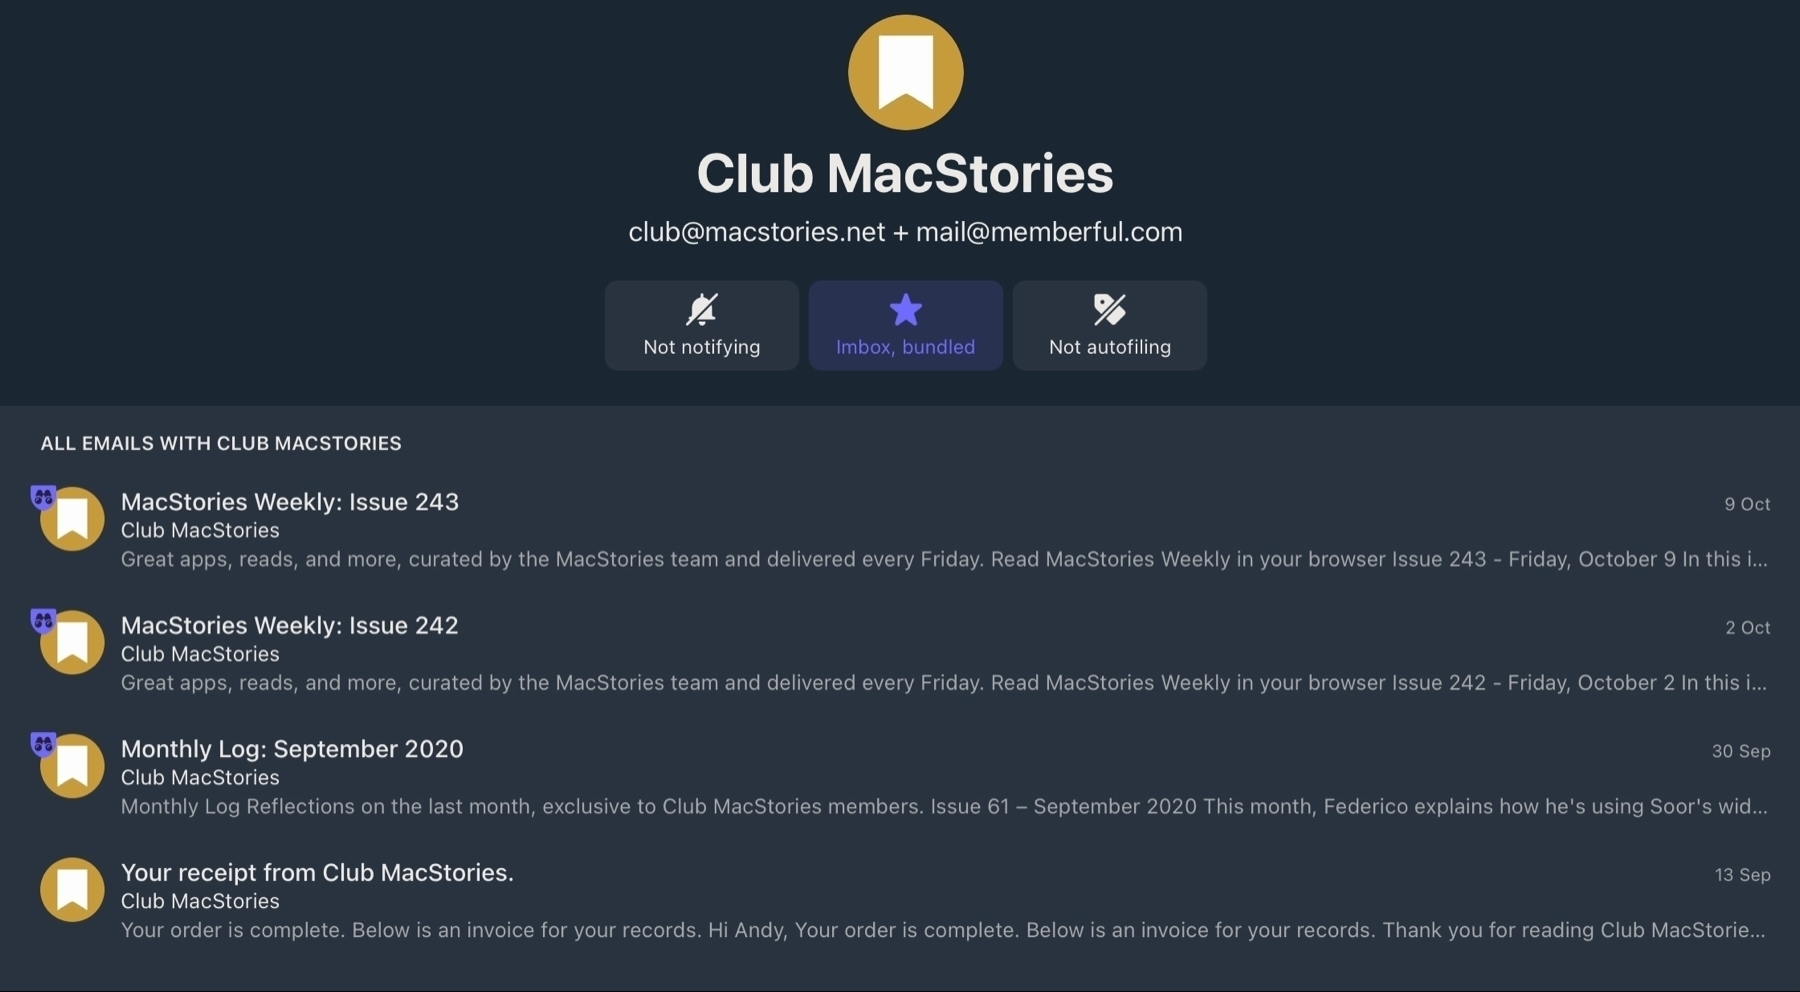 Club MacStories
club@macstories.net + mail@memberful.com
Not notifying
Imbox, bundled
Not autofiling
ALL EMAILS WITH CLUB MACSTORIES
MacStories Weekly: Issue 243
9 Oct
Club MacStories
Great apps, reads, and more, curated by the MacStories team and delivered every Friday. Read MacStories Weekly in your browser Issue 243 - Friday, October 9 In this i...
MacStories Weekly: Issue 242
2 Oct
Club MacStories
Great apps, reads, and more, curated by the MacStories team and delivered every Friday. Read MacStories Weekly in your browser Issue 242 - Friday, October 2 In this i...
Monthly Log: September 2020
30 Sep
Club MacStories
Monthly Log Reflections on the last month, exclusive to Club MacStories members. Issue 61 – September 2020 This month, Federico explains how he's using Soor's wid...
Your receipt from Club MacStories.
13 Sep
Club MacStories
Your order is complete. Below is an invoice for your records. Hi Andy, Your order is complete. Below is an invoice for your records. Thank you for reading Club MacStorie...